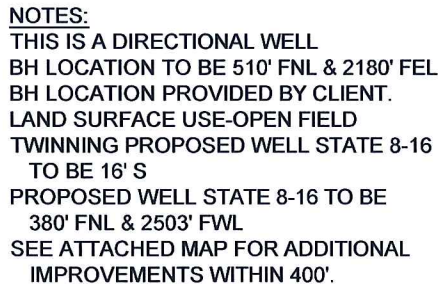 NOTES:
THIS IS A DIRECTIONAL WELL
BH LOCATION TO BE 510' FNL & 2180' FEL
BH LOCATION PROVIDED BY CLIENT.
LAND SURFACE USE-OPEN FIELD
TWINNING PROPOSED WELL STATE 8-16
TO BE 16' S
PROPOSED WELL STATE 8-16 TO BE
380' FNL & 2503' FWL
SEE ATTACHED MAP FOR ADDITIONAL
IMPROVEMENTS WITHIN 400'.